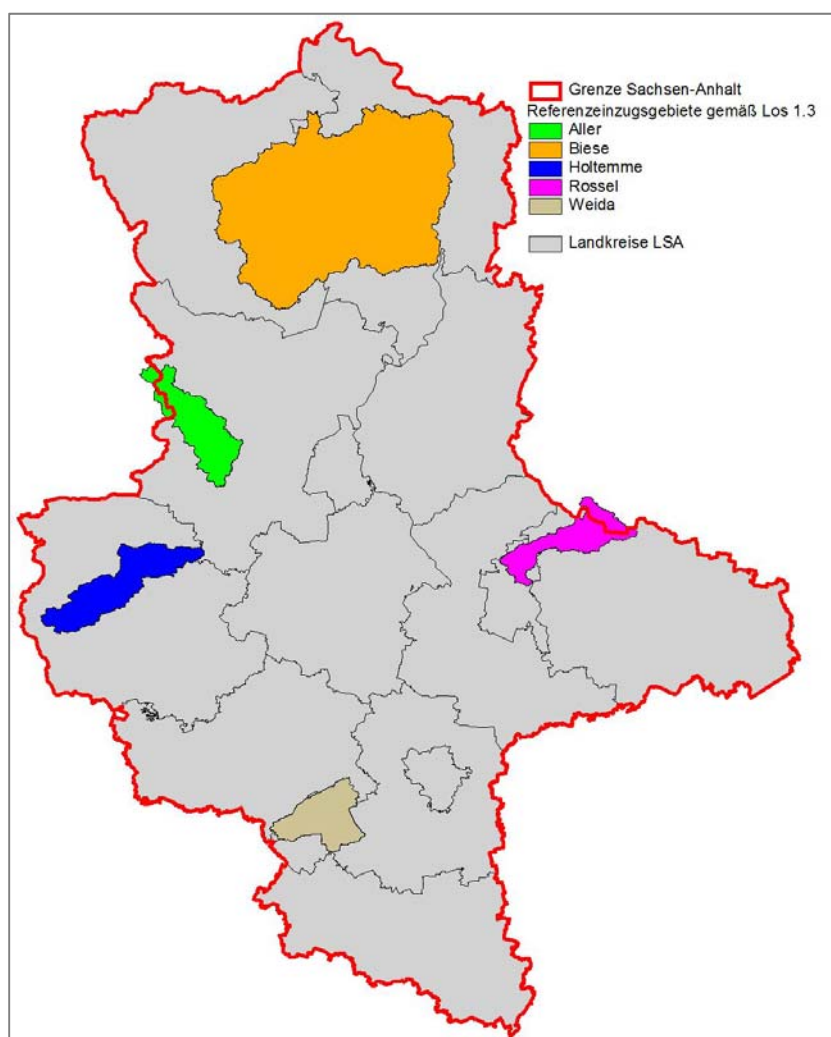 Grenze Sachsen-Anhalt
Referenzeinzugsgebiete gemäß Los 1.3
Aller
Biese
Holtemme
Rossel
Weida
Landkreise LSA